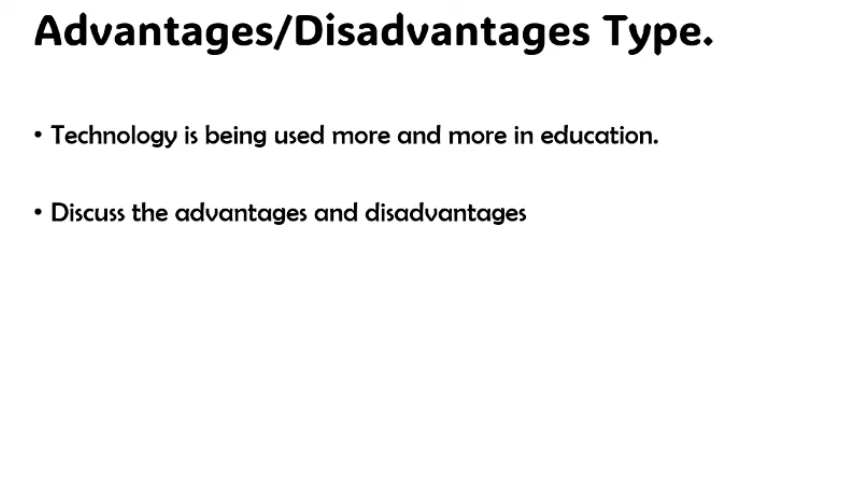 Advantages/Disadvantages Type.
• Technology is being used more and more in education.
• Discuss the advantages and disadvantages